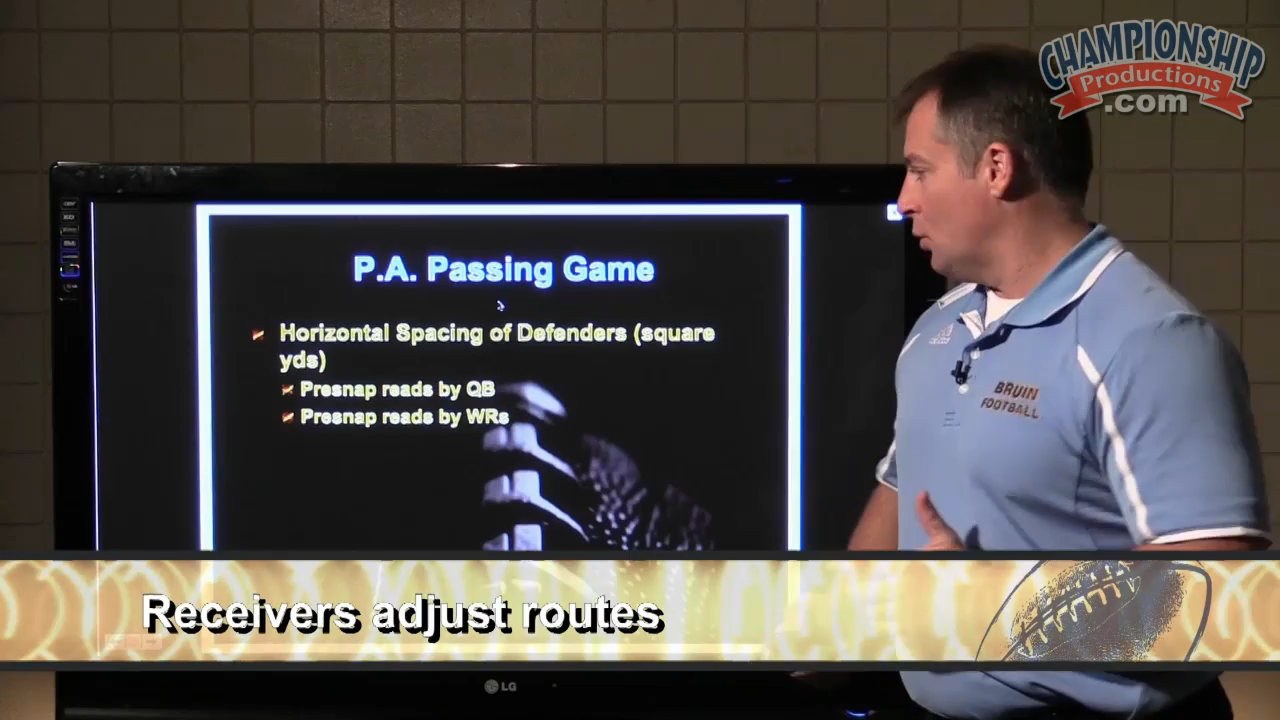 CHAMPIONSHIP
Productions
.com
P.A. Passing Game
Horizontal Spacing of Defenders (square
yds)
Presnap reads by QB
Presnap reads by WRs
BRUIN
FOOTBALL
Receivers adjust routes
LG